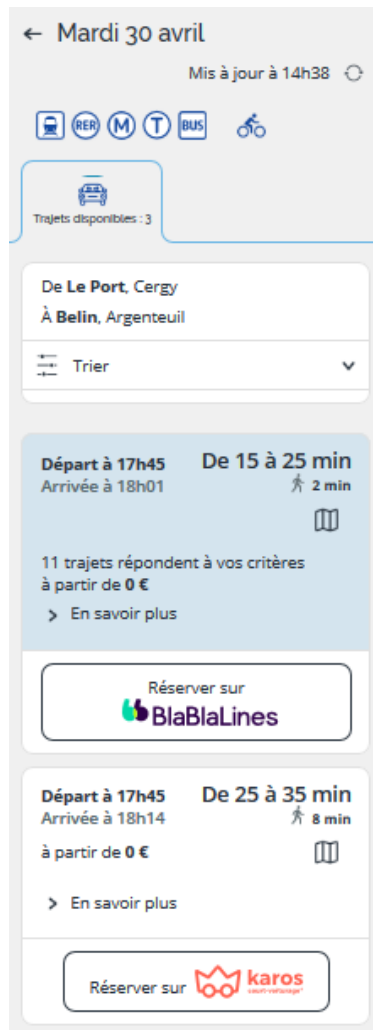 ← Mardi 30 avril
Mis à jour à 14h38
RER M T BUS
Trajets disponibles : 3
De Le Port, Cergy
À Belin, Argenteuil
Trier
Départ à 17h45 De 15 à 25 min
Arrivée à 18h01 2 min
11 trajets répondent à vos critères
à partir de 0 €
En savoir plus
Réserver sur
BlaBlaLines
Départ à 17h45 De 25 à 35 min
Arrivée à 18h14 8 min
à partir de 0 €
En savoir plus
Réserver sur karos
court-voiturage